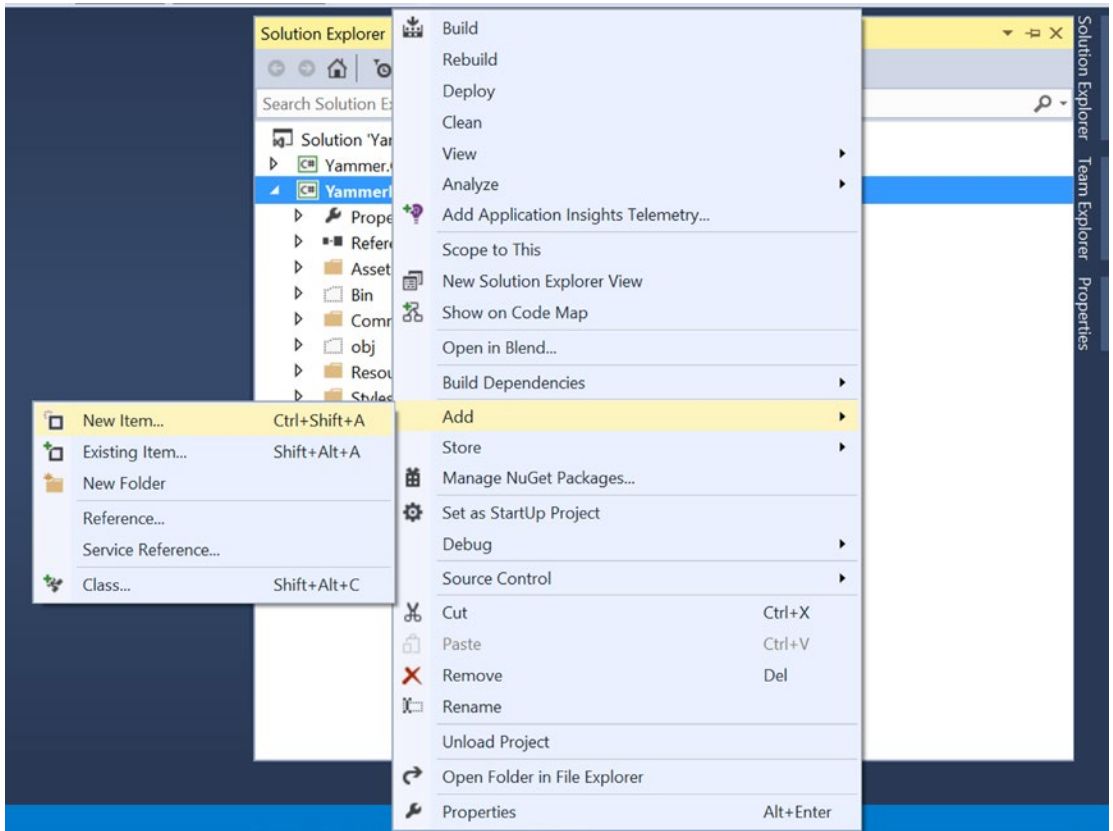 Solution Explorer
Search Solution
Solution 'Yar
C# Yammer.
C# Yammer
Prope
Refere
Asset
Bin
Comr
obj
Resou
Styles
Build
Rebuild
Deploy
Clean
View
Analyze
Add Application Insights Telemetry...
Scope to This
New Solution Explorer View
Show on Code Map
Open in Blend...
Build Dependencies
Add
Store
Manage NuGet Packages...
Set as StartUp Project
Debug
Source Control
Cut Ctrl+X
Paste Ctrl+V
Remove Del
Rename
Unload Project
Open Folder in File Explorer
Properties Alt+Enter
New Item... Ctrl+Shift+A
Existing Item... Shift+Alt+A
New Folder
Reference...
Service Reference...
Class... Shift+Alt+C
Solution Explorer
Team Explorer
Properties